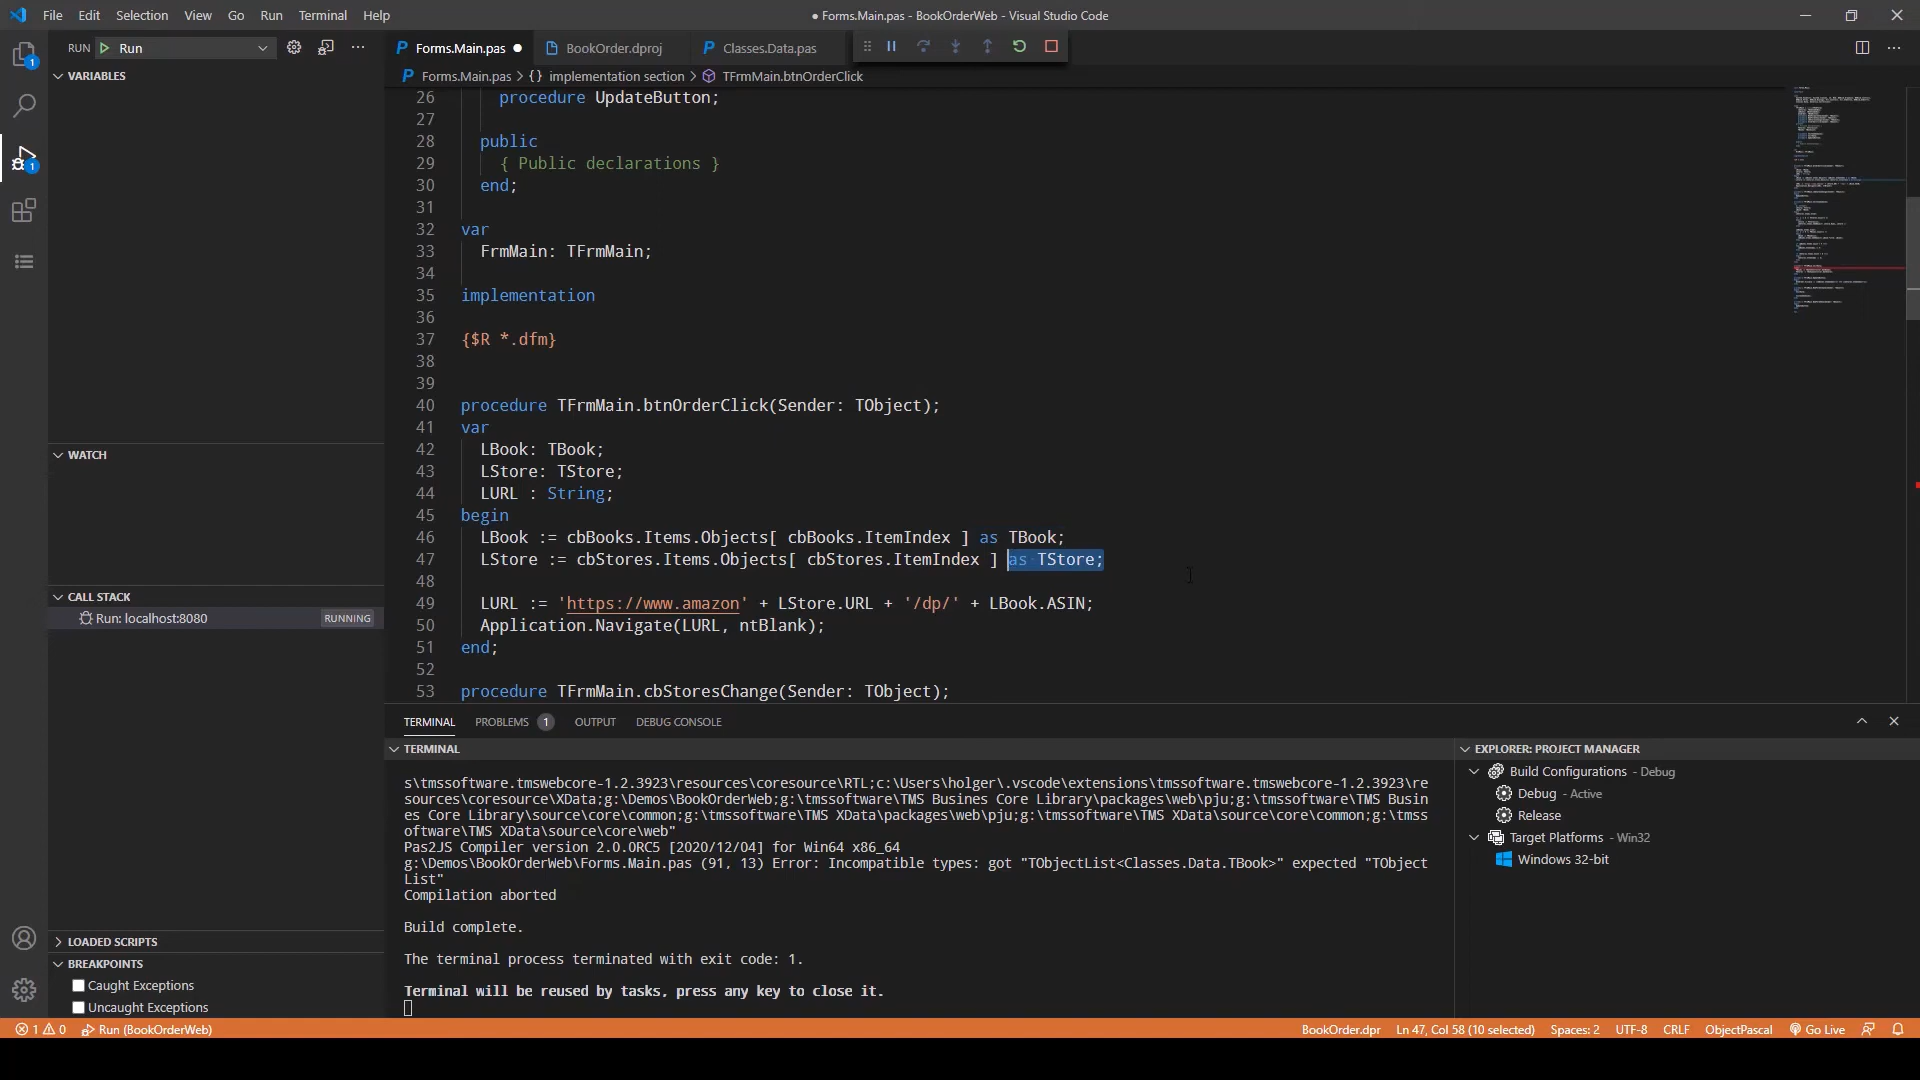 File Edit Selection View Go Run Terminal Help
● Forms.Main.pas - BookOrderWeb - Visual Studio Code
RUN Run
Forms.Main.pas BookOrder.dproj Classes.Data.pas
Forms.Main.pas > {} implementation section > TFrmMain.btnOrderClick
VARIABLES
WATCH
CALL STACK
Run: localhost:8080 RUNNING
LOADED SCRIPTS
BREAKPOINTS
Caught Exceptions
Uncaught Exceptions
26 procedure UpdateButton;
27
28 public
29 { Public declarations }
30 end;
31
32 var
33 FrmMain: TFrmMain;
34
35 implementation
36
37 {$R *.dfm}
38
39
40 procedure TFrmMain.btnOrderClick(Sender: TObject);
41 var
42 LBook: TBook;
43 LStore: TStore;
44 LURL : String;
45 begin
46 LBook := cbBooks.Items.Objects[ cbBooks.ItemIndex ] as TBook;
47 LStore := cbStores.Items.Objects[ cbStores.ItemIndex ] as TStore;
48
49 LURL := 'https://www.amazon' + LStore.URL + '/dp/' + LBook.ASIN;
50 Application.Navigate(LURL, ntBlank);
51 end;
52
53 procedure TFrmMain.cbStoresChange(Sender: TObject);
TERMINAL PROBLEMS 1 OUTPUT DEBUG CONSOLE
TERMINAL
s\tmssoftware.tmswebcore-1.2.3923\resources\coresource\RTL;c:\Users\holger\.vscode\extensions\tmssoftware.tmswebcore-1.2.3923\re
sources\coresource\XData;g:\Demos\BookOrderWeb;g:\tmssoftware\TMS Busines Core Library\packages\web\pju;g:\tmssoftware\TMS Busin
es Core Library\source\core\common;g:\tmssoftware\TMS XData\packages\web\pju;g:\tmssoftware\TMS XData\source\core\common;g:\tmss
oftware\TMS XData\source\core\web"
Pas2JS Compiler version 2.0.0RC5 [2020/12/04] for Win64 x86_64
g:\Demos\BookOrderWeb\Forms.Main.pas (91, 13) Error: Incompatible types: got "TObjectList<Classes.Data.TBook>" expected "TObject
List"
Compilation aborted
Build complete.
The terminal process terminated with exit code: 1.
Terminal will be reused by tasks, press any key to close it.
EXPLORER: PROJECT MANAGER
Build Configurations - Debug
Debug - Active
Release
Target Platforms - Win32
Windows 32-bit
1 0 Run (BookOrderWeb)
BookOrder.dpr Ln 47, Col 58 (10 selected) Spaces: 2 UTF-8 CRLF ObjectPascal Go Live